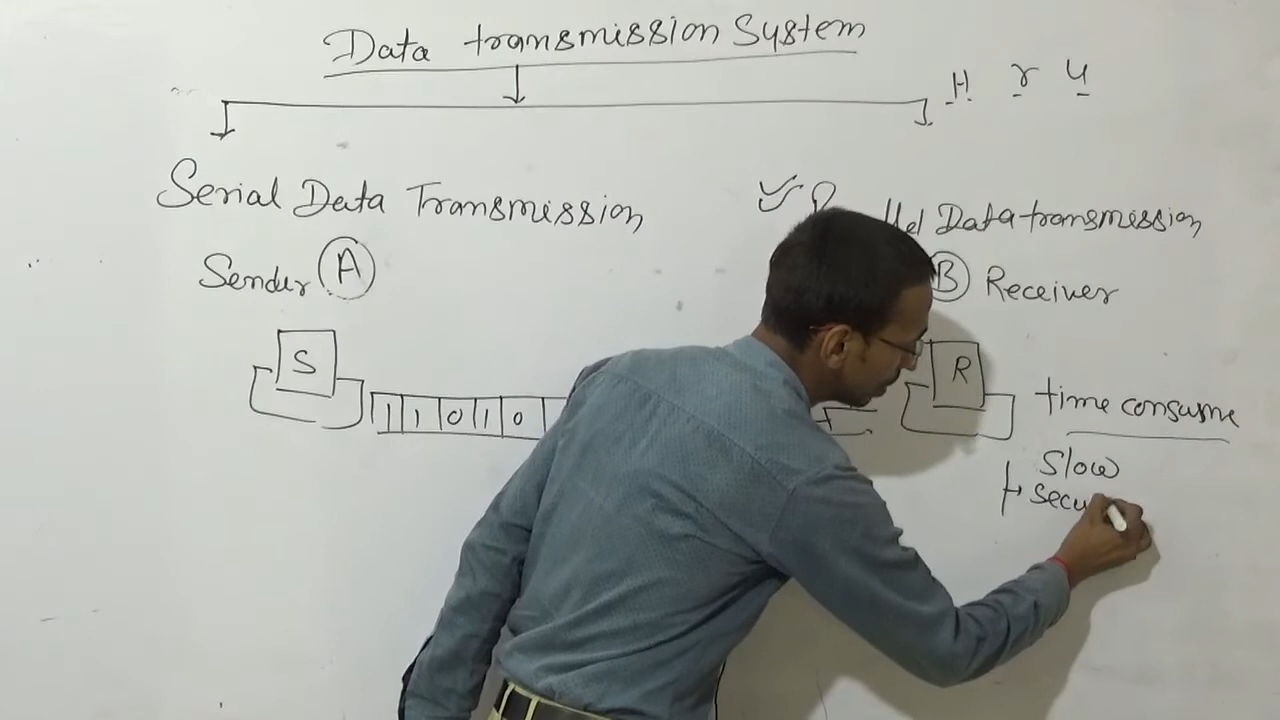 Data transmission System
H r u
Serial Data Transmission
Data transmission
Sender A
B Receiver
S
R
1 1 0 1 0
time consume
Slow
secu